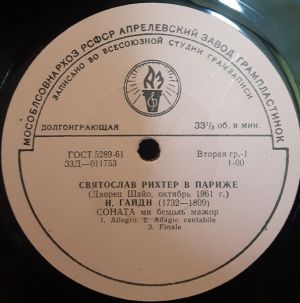 МОСОБЛСОВНАРХОЗ РСФСР АПРЕЛЕВСКИЙ ЗАВОД ГРАМПЛАСТИНОК
ЗАПИСАНО ВО ВСЕСОЮЗНОЙ СТУДИИ ГРАМЗАПИСИ
АЗ
ДОЛГОИГРАЮЩАЯ
33⅓ об. в мин.
ГОСТ 5289-61
Вторая гр.-1
33Д—011753
1-00
СВЯТОСЛАВ РИХТЕР В ПАРИЖЕ
(Дворец Шайо, октябрь 1961 г.)
И. ГАЙДН (1732—1809)
СОНАТА ми бемоль мажор
1. Allegro. 2. Adagio cantabile
3. Finale